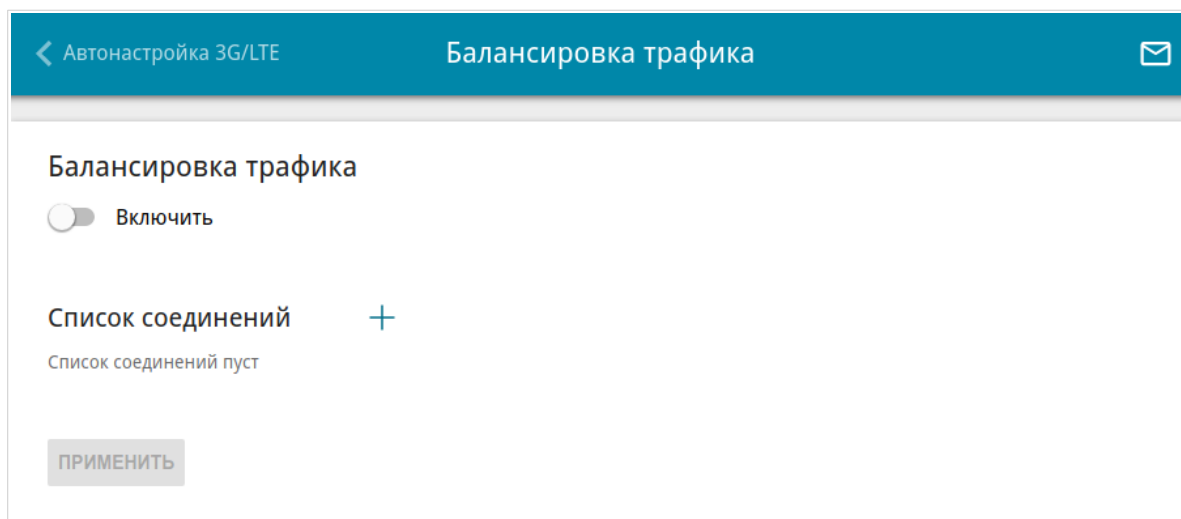 Автонастройка 3G/LTE
Балансировка трафика
Балансировка трафика
Включить
Список соединений
Список соединений пуст
ПРИМЕНИТЬ